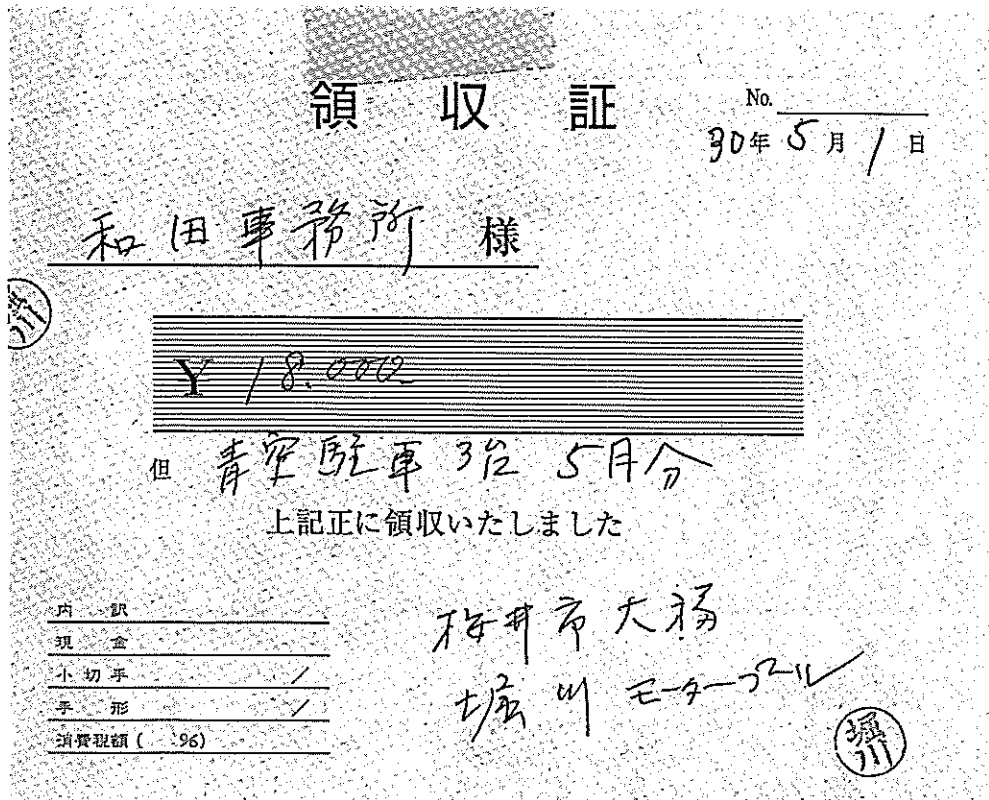 領収証
No.
30年5月1日
和田事務所 様
¥18.000-
但 青空駐車 3台 5月分
上記正に領収いたしました
内訳
現金
小切手 /
手形 /
消費税額( .96)
桜井市大福
堀川 モータープール
堀川